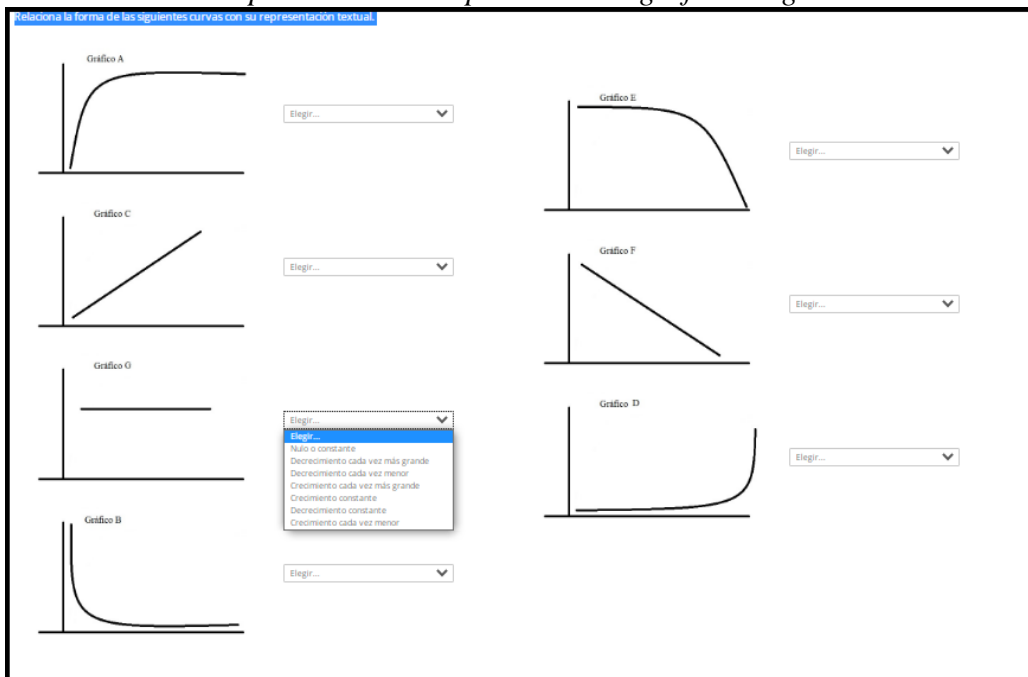 Relaciona la forma de las siguientes curvas con su representación textual.
Gráfico A
Elegir...
Gráfico E
Elegir...
Gráfico C
Elegir...
Gráfico F
Elegir...
Gráfico G
Elegir...
Elegir...
Nulo o constante
Decrecimiento cada vez más grande
Decrecimiento cada vez menor
Crecimiento cada vez más grande
Crecimiento constante
Decrecimiento constante
Crecimiento cada vez menor
Gráfico D
Elegir...
Gráfico B
Elegir...